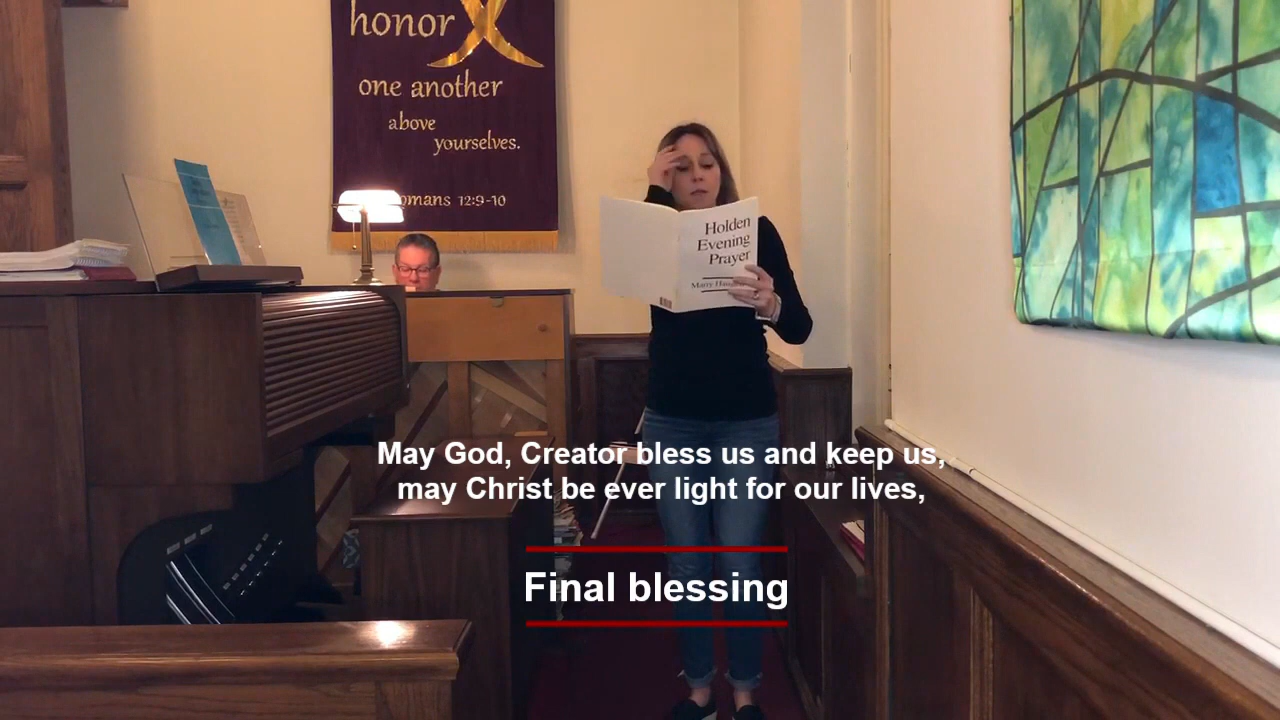 honor
one another
above
yourselves.
12:9-10
Holden
Evening
Prayer
Marty
May God, Creator bless us and keep us,
may Christ be ever light for our lives,
Final blessing